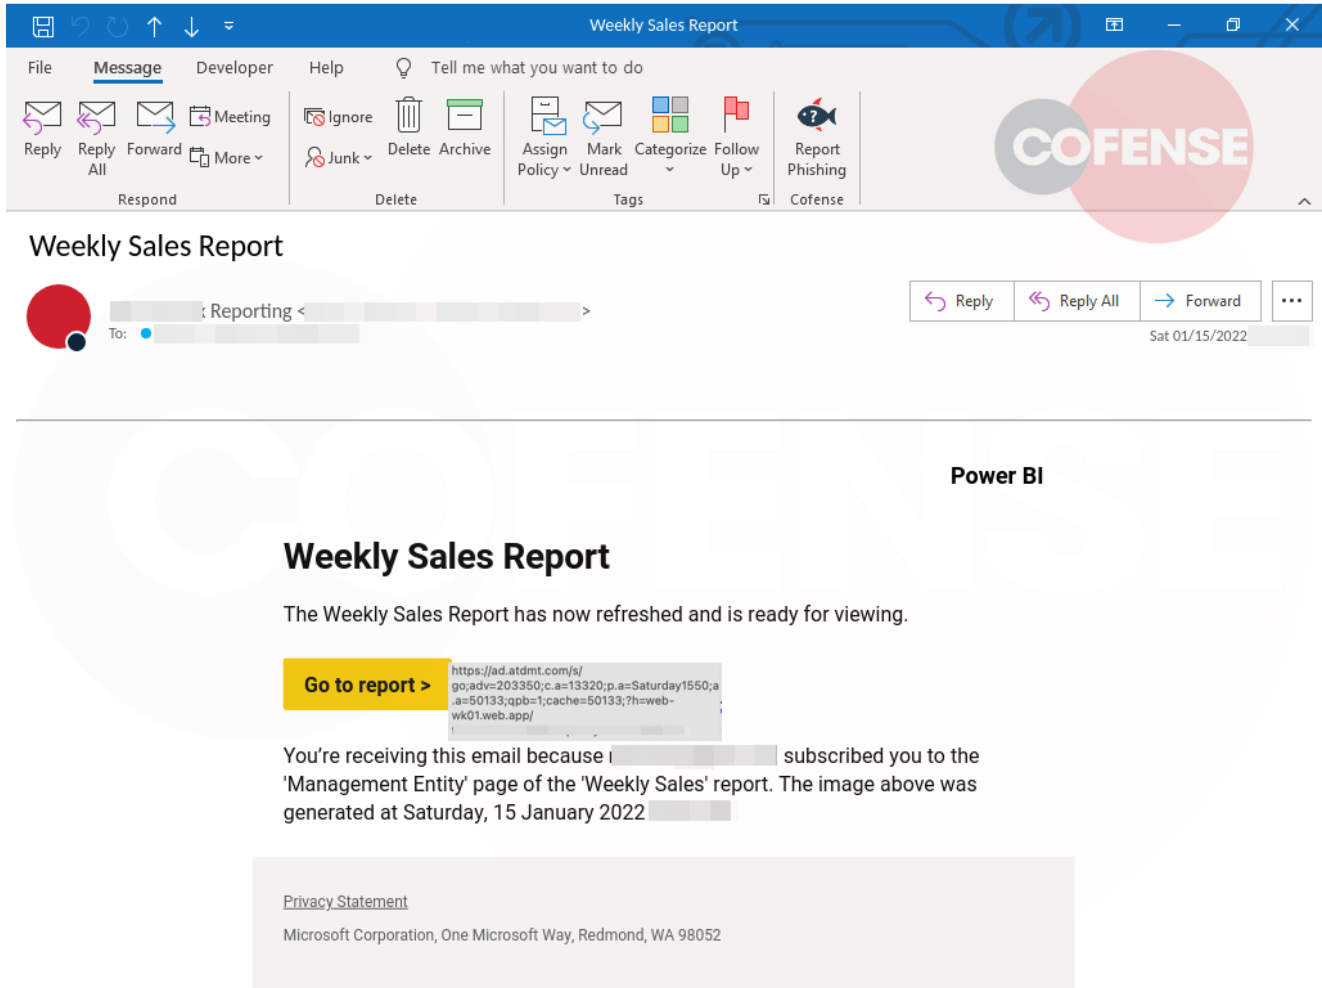 Weekly Sales Report
File Message Developer Help Tell me what you want to do
Reply
Reply All
Forward
Meeting
More
Respond
Ignore
Junk
Delete
Archive
Delete
Assign Policy
Mark Unread
Categorize
Follow Up
Tags
Report Phishing
Cofense
COFENSE
Weekly Sales Report
Reporting < >
To:
Reply Reply All Forward ...
Sat 01/15/2022
COFENSE
Power BI
Weekly Sales Report
The Weekly Sales Report has now refreshed and is ready for viewing.
Go to report >
https://ad.atdmt.com/s/
go;adv=203350;c.a=13320;p.a=Saturday1550;a
.a=50133;qpb=1;cache=50133;?h=web-
wk01.web.app/
You’re receiving this email because subscribed you to the
'Management Entity' page of the 'Weekly Sales' report. The image above was
generated at Saturday, 15 January 2022
Privacy Statement
Microsoft Corporation, One Microsoft Way, Redmond, WA 98052